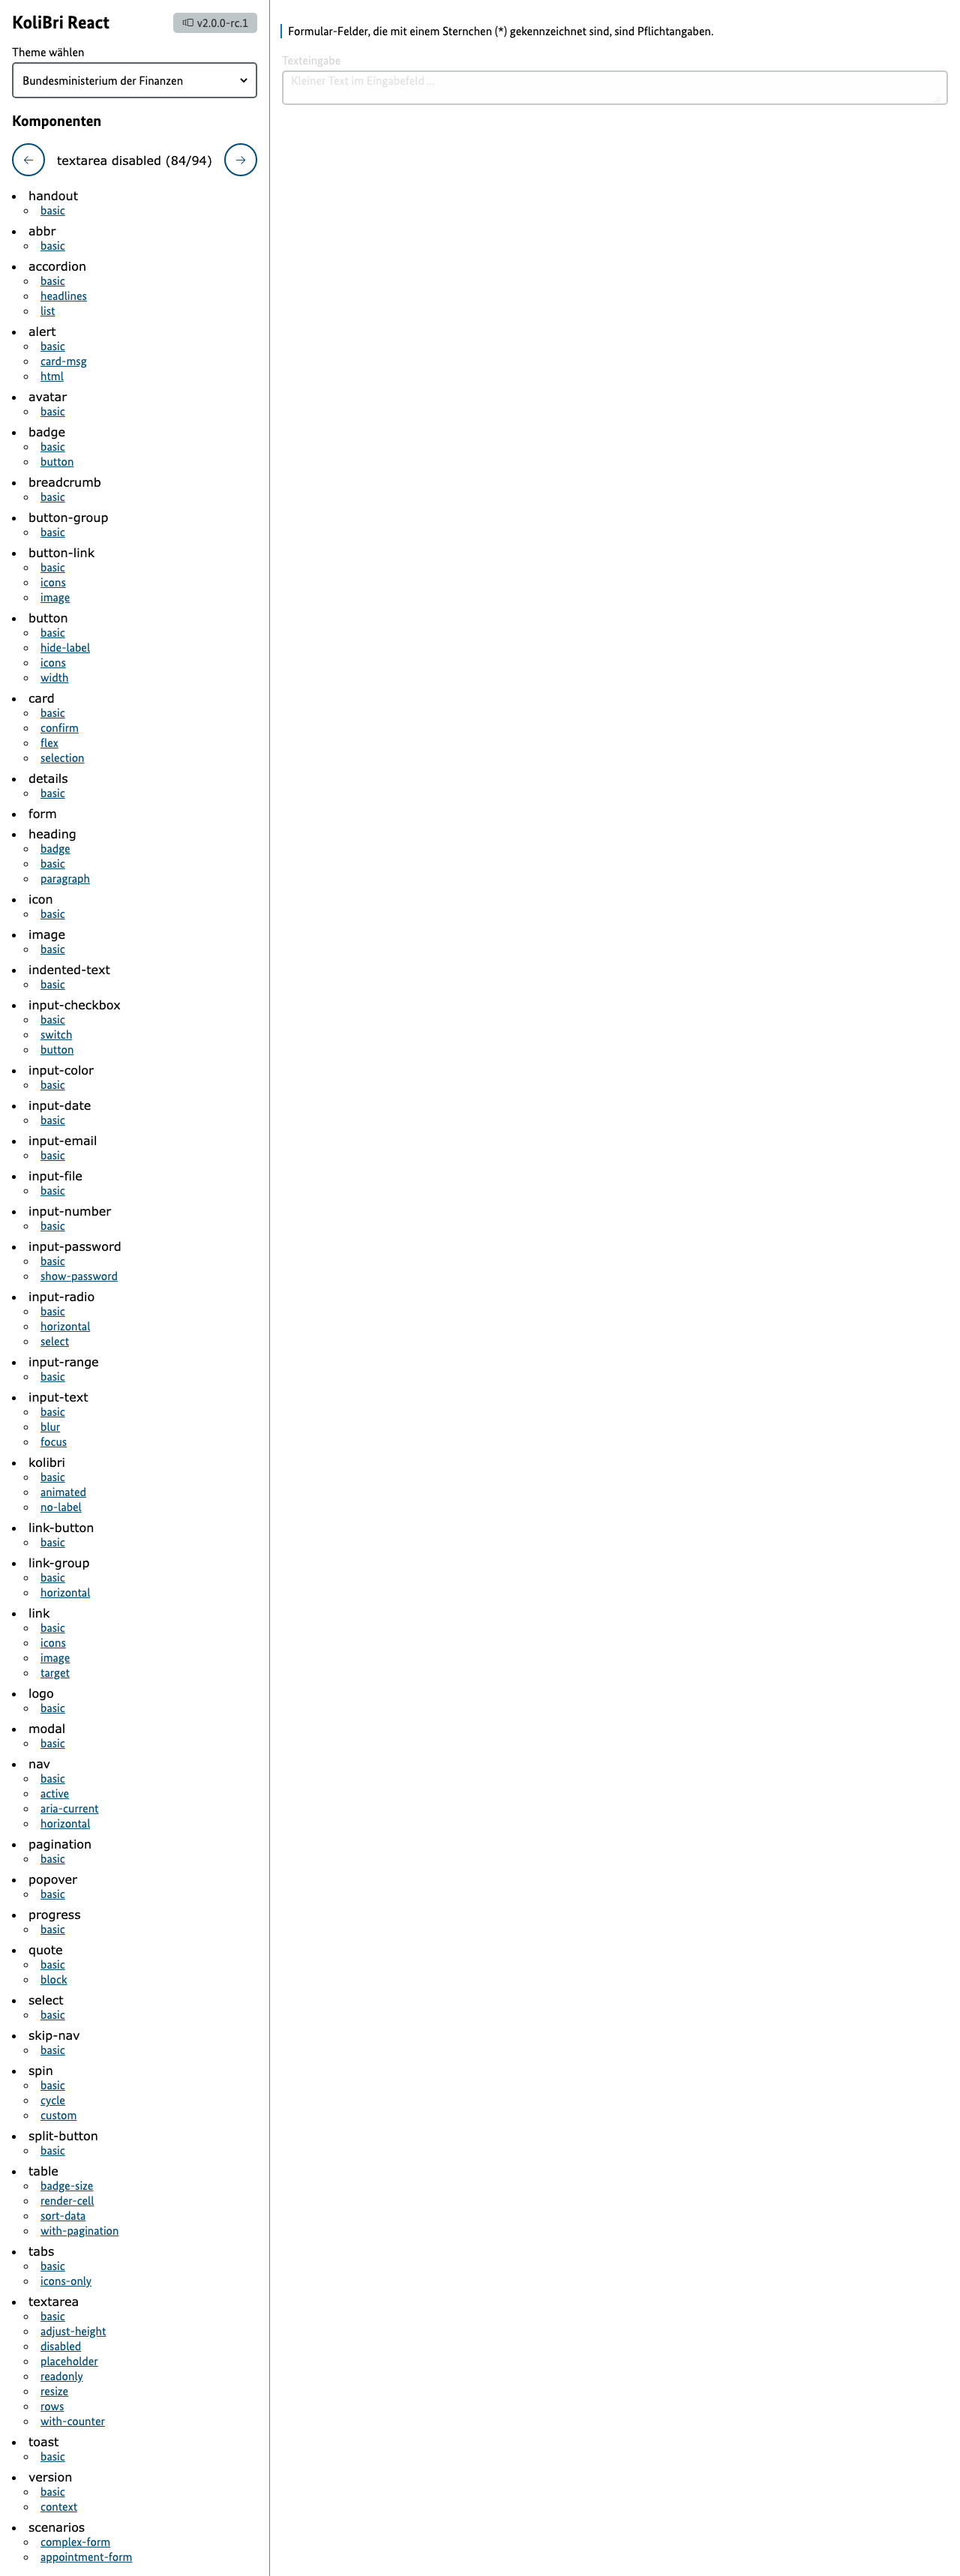 KoliBri React
v2.0.0-rc.1
Theme wählen
Bundesministerium der Finanzen
Komponenten
← textarea disabled (84/94) →
handout
basic
abbr
basic
accordion
basic
headlines
list
alert
basic
card-msg
html
avatar
basic
badge
basic
button
breadcrumb
basic
button-group
basic
button-link
basic
icons
image
button
basic
hide-label
icons
width
card
basic
confirm
flex
selection
details
basic
form
heading
badge
basic
paragraph
icon
basic
image
basic
indented-text
basic
input-checkbox
basic
switch
button
input-color
basic
input-date
basic
input-email
basic
input-file
basic
input-number
basic
input-password
basic
show-password
input-radio
basic
horizontal
select
input-range
basic
input-text
basic
blur
focus
kolibri
basic
animated
no-label
link-button
basic
link-group
basic
horizontal
link
basic
icons
image
target
logo
basic
modal
basic
nav
basic
active
aria-current
horizontal
pagination
basic
popover
basic
progress
basic
quote
basic
block
select
basic
skip-nav
basic
spin
basic
cycle
custom
split-button
basic
table
badge-size
render-cell
sort-data
with-pagination
tabs
basic
icons-only
textarea
basic
adjust-height
disabled
placeholder
readonly
resize
rows
with-counter
toast
basic
version
basic
context
scenarios
complex-form
appointment-form
Formular-Felder, die mit einem Sternchen (*) gekennzeichnet sind, sind Pflichtangaben.
Texteingabe
Kleiner Text im Eingabefeld ...